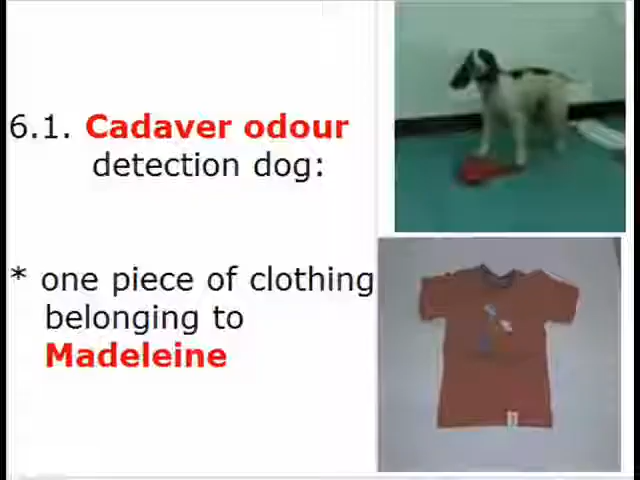 6.1. Cadaver odour
detection dog:
* one piece of clothing
belonging to
Madeleine